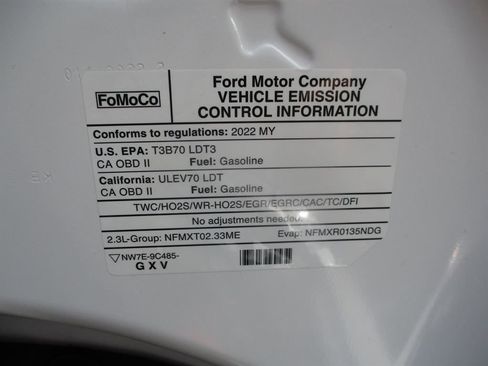 FoMoCo
Ford Motor Company
VEHICLE EMISSION
CONTROL INFORMATION
Conforms to regulations: 2022 MY
U.S. EPA: T3B70 LDT3
CA OBD II Fuel: Gasoline
California: ULEV70 LDT
CA OBD II Fuel: Gasoline
TWC/HO2S/WR-HO2S/EGR/EGRC/CAC/TC/DFI
No adjustments needed.
2.3L-Group: NFMXT02.33ME Evap: NFMXR0135NDG
NW7E-9C485-
G X V